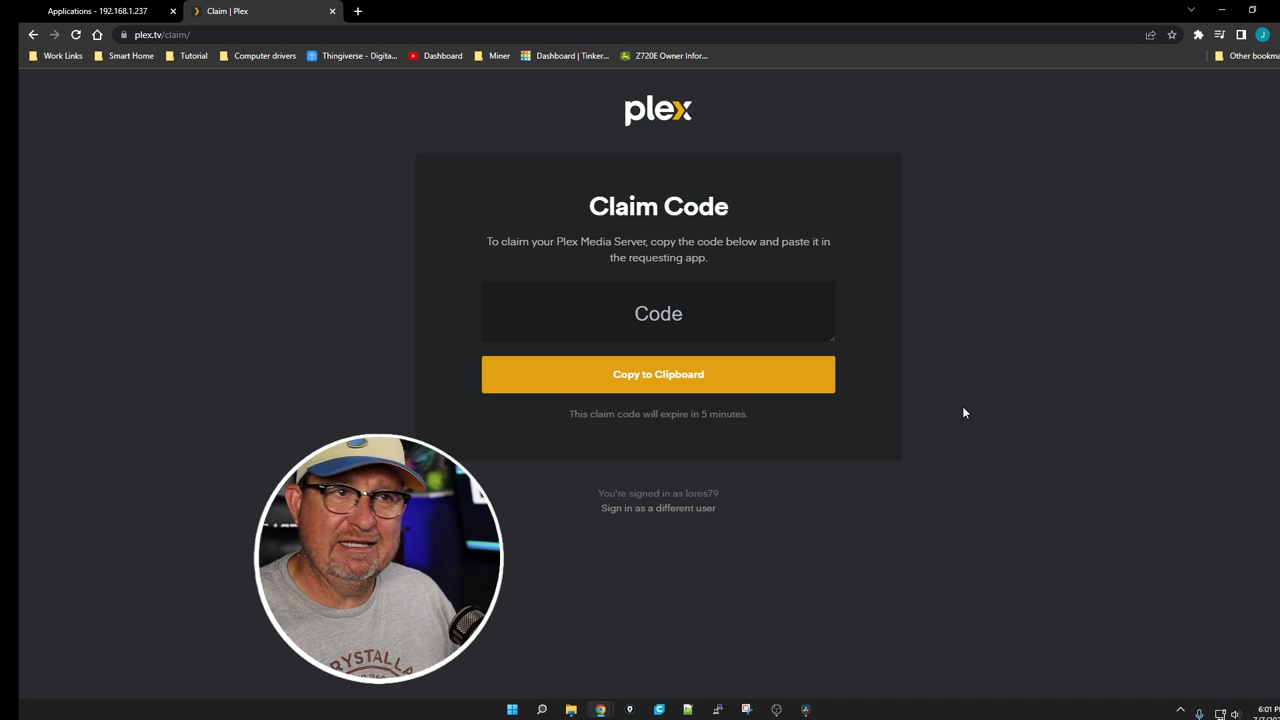 Applications - 192.168.1.237
Claim | Plex
plex.tv/claim/
Work Links
Smart Home
Tutorial
Computer drivers
Thingiverse - Digita...
Dashboard
Miner
Dashboard | Tinker...
Z720E Owner Infor...
Other bookma
plex
Claim Code
To claim your Plex Media Server, copy the code below and paste it in
the requesting app.
Code
Copy to Clipboard
This claim code will expire in 5 minutes.
You're signed in as lores79
Sign in as a different user
RYSTALL
6:01 P